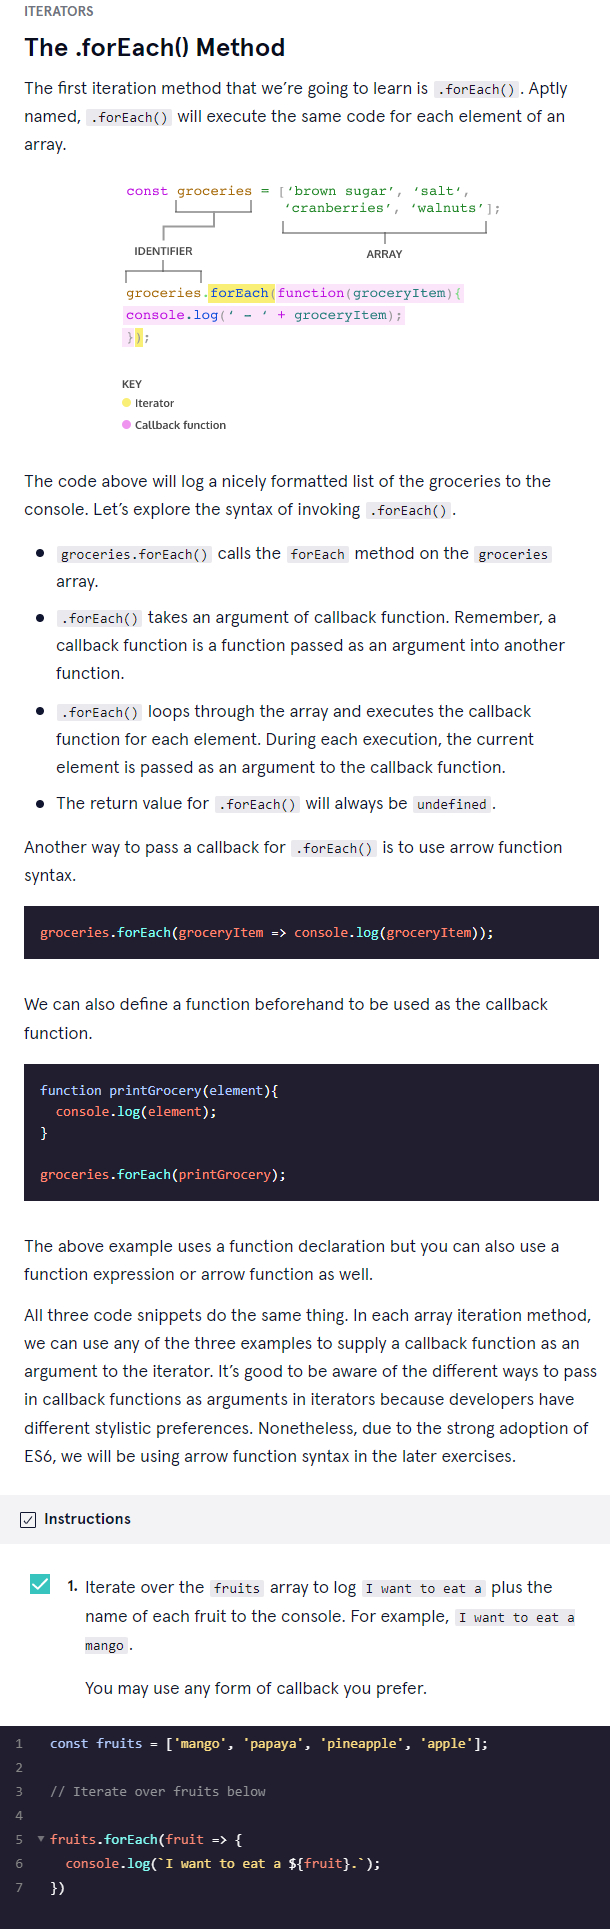 ITERATORS
The .forEach() Method
The first iteration method that we’re going to learn is .forEach() . Aptly
named, .forEach() will execute the same code for each element of an
array.
const groceries = [‘brown sugar’, ‘salt‘,
‘cranberries’, ‘walnuts’];
IDENTIFIER
ARRAY
groceries.forEach(function(groceryItem){
console.log(‘ – ‘ + groceryItem);
});
KEY
Iterator
Callback function
The code above will log a nicely formatted list of the groceries to the
console. Let’s explore the syntax of invoking .forEach() .
● groceries.forEach() calls the forEach method on the groceries
array.
● .forEach() takes an argument of callback function. Remember, a
callback function is a function passed as an argument into another
function.
● .forEach() loops through the array and executes the callback
function for each element. During each execution, the current
element is passed as an argument to the callback function.
● The return value for .forEach() will always be undefined .
Another way to pass a callback for .forEach() is to use arrow function
syntax.
groceries.forEach(groceryItem => console.log(groceryItem));
We can also define a function beforehand to be used as the callback
function.
function printGrocery(element){
console.log(element);
}
groceries.forEach(printGrocery);
The above example uses a function declaration but you can also use a
function expression or arrow function as well.
All three code snippets do the same thing. In each array iteration method,
we can use any of the three examples to supply a callback function as an
argument to the iterator. It’s good to be aware of the different ways to pass
in callback functions as arguments in iterators because developers have
different stylistic preferences. Nonetheless, due to the strong adoption of
ES6, we will be using arrow function syntax in the later exercises.
Instructions
1. Iterate over the fruits array to log I want to eat a plus the
name of each fruit to the console. For example, I want to eat a
mango .
You may use any form of callback you prefer.
1 const fruits = ['mango', 'papaya', 'pineapple', 'apple'];
2
3 // Iterate over fruits below
4
5 fruits.forEach(fruit => {
6 console.log(`I want to eat a ${fruit}.`);
7 })